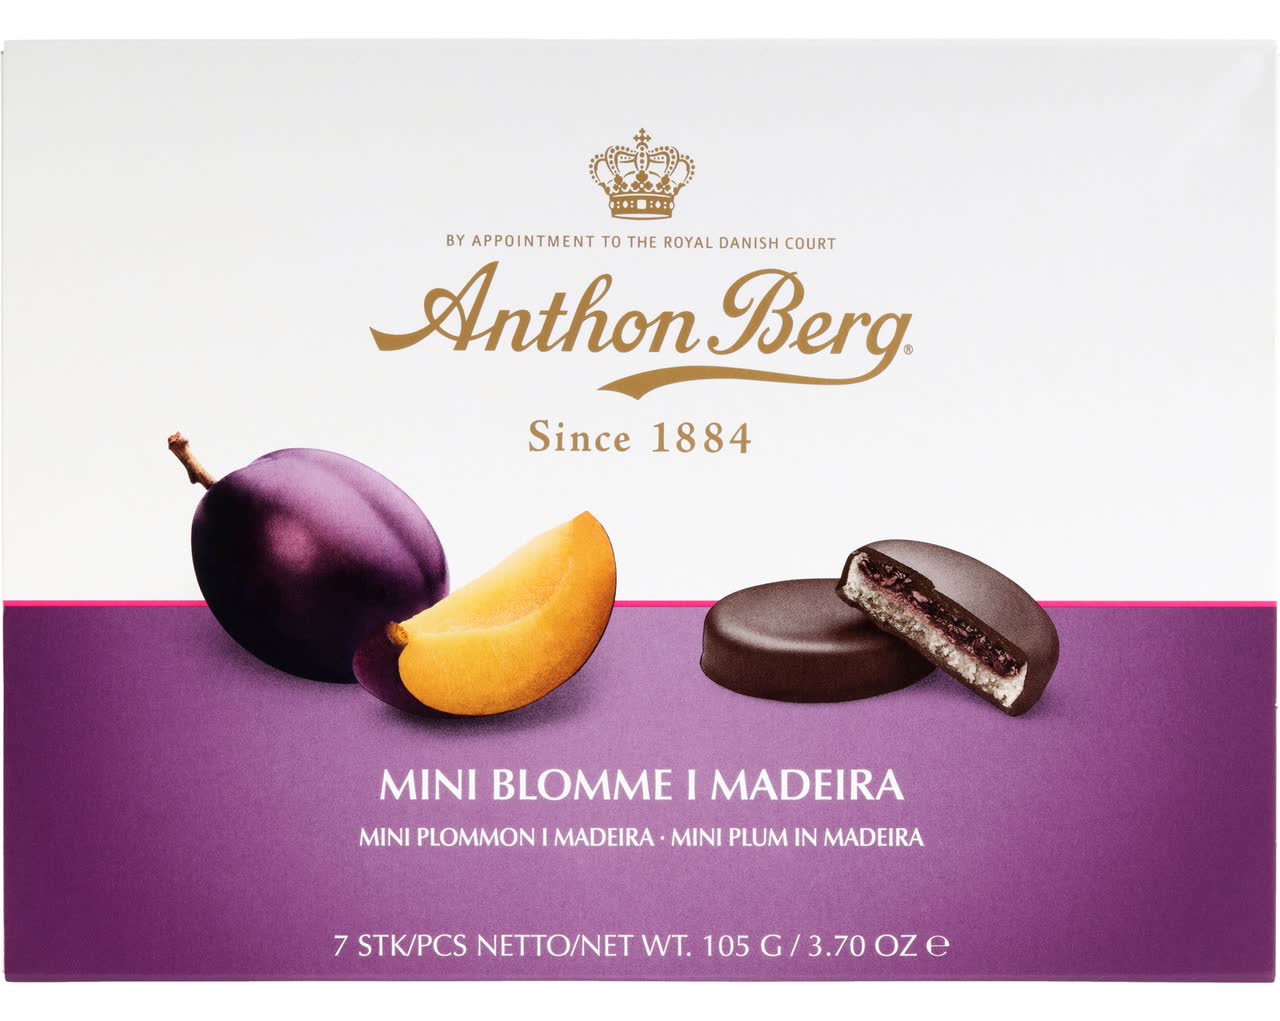 BY APPOINTMENT TO THE ROYAL DANISH COURT
Anthon Berg®
Since 1884
MINI BLOMME I MADEIRA
MINI PLOMMON I MADEIRA · MINI PLUM IN MADEIRA
7 STK/PCS NETTO/NET WT. 105 G / 3.70 OZ ℮